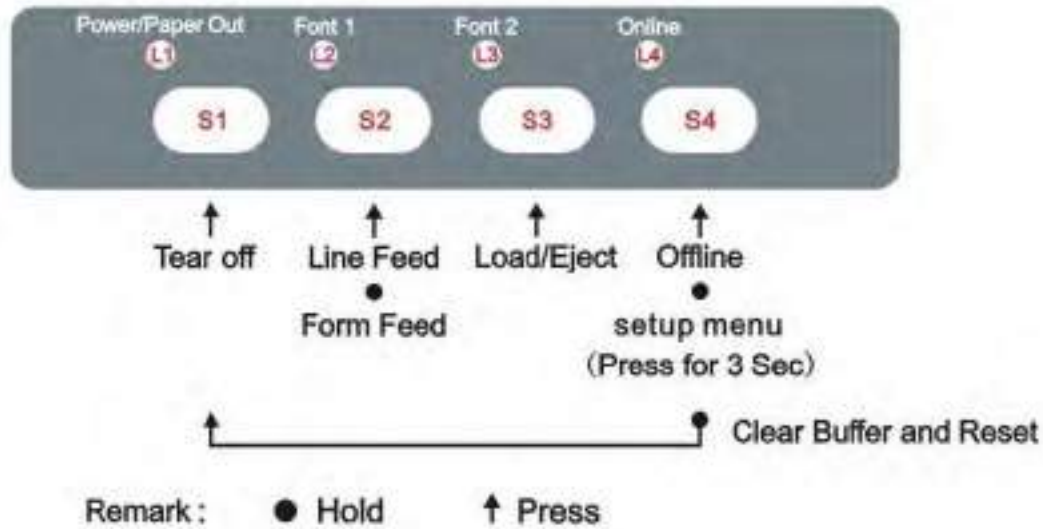 Power/Paper Out Font 1 Font 2 Online
L1 L2 L3 L4
S1 S2 S3 S4
Tear off Line Feed Load/Eject Offline
Form Feed setup menu
(Press for 3 Sec)
Clear Buffer and Reset
Remark: Hold Press